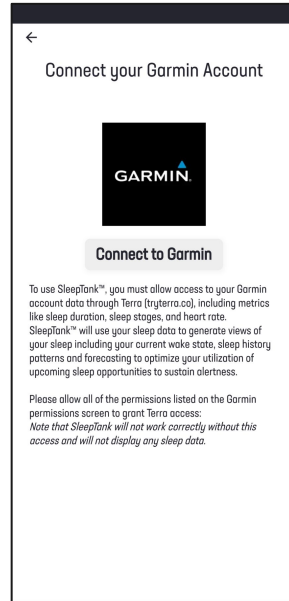 Connect your Garmin Account
GARMIN.
Connect to Garmin
To use SleepTank™, you must allow access to your Garmin
account data through Terra (tryterra.co), including metrics
like sleep duration, sleep stages, and heart rate.
SleepTank™ will use your sleep data to generate views of
your sleep including your current wake state, sleep history
patterns and forecasting to optimize your utilization of
upcoming sleep opportunities to sustain alertness.
Please allow all of the permissions listed on the Garmin
permissions screen to grant Terra access:
Note that SleepTank will not work correctly without this
access and will not display any sleep data.